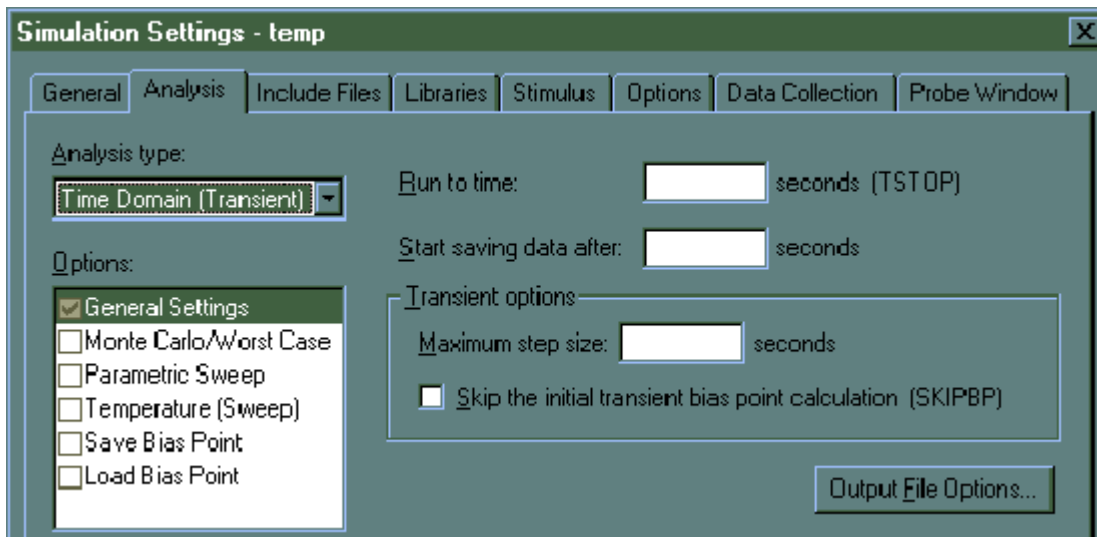 Simulation Settings - temp
General Analysis Include Files Libraries Stimulus Options Data Collection Probe Window
Analysis type:
Time Domain (Transient)
Run to time: seconds (TSTOP)
Start saving data after: seconds
Options:
General Settings
Monte Carlo/Worst Case
Parametric Sweep
Temperature (Sweep)
Save Bias Point
Load Bias Point
Transient options
Maximum step size: seconds
Skip the initial transient bias point calculation (SKIPBP)
Output File Options...